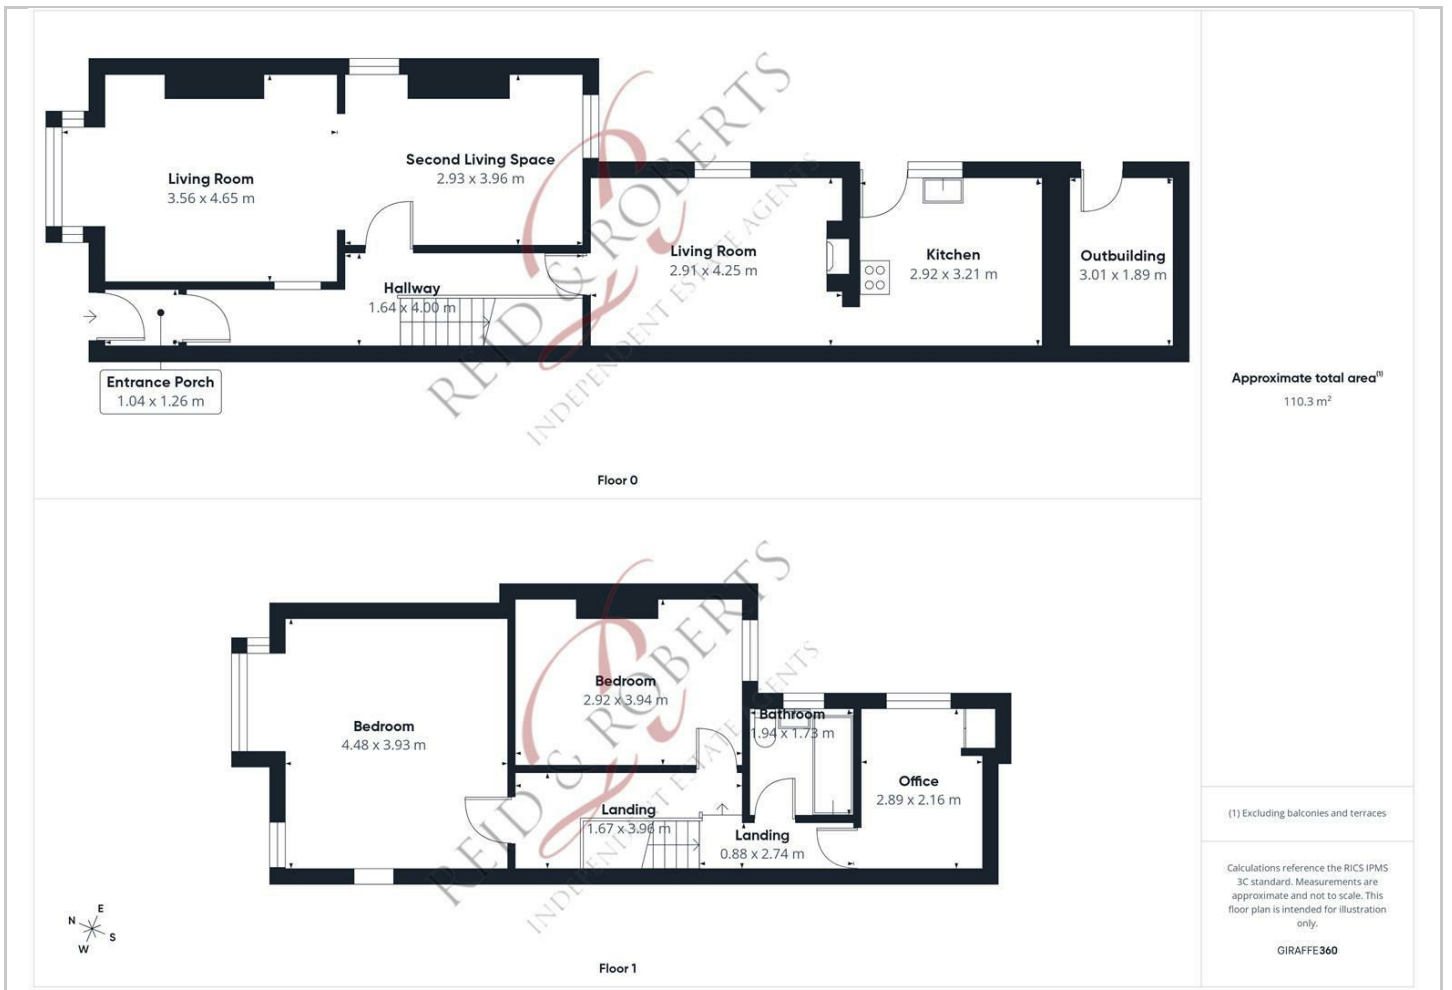 Living Room
3.56 x 4.65 m
Second Living Space
2.93 x 3.96 m
Living Room
2.91 x 4.25 m
Kitchen
2.92 x 3.21 m
Outbuilding
3.01 x 1.89 m
Hallway
1.64 x 4.00 m
Entrance Porch
1.04 x 1.26 m
REID & ROBERTS
INDEPENDENT ESTATE AGENTS
Floor 0
Approximate total area(1)
110.3 m²
Bedroom
4.48 x 3.93 m
Bedroom
2.92 x 3.94 m
Bathroom
1.94 x 1.73 m
Office
2.89 x 2.16 m
Landing
1.67 x 3.96 m
Landing
0.88 x 2.74 m
REID & ROBERTS
INDEPENDENT ESTATE AGENTS
N
E
S
W
Floor 1
(1) Excluding balconies and terraces
Calculations reference the RICS IPMS
3C standard. Measurements are
approximate and not to scale. This
floor plan is intended for illustration
only.
GIRAFFE360